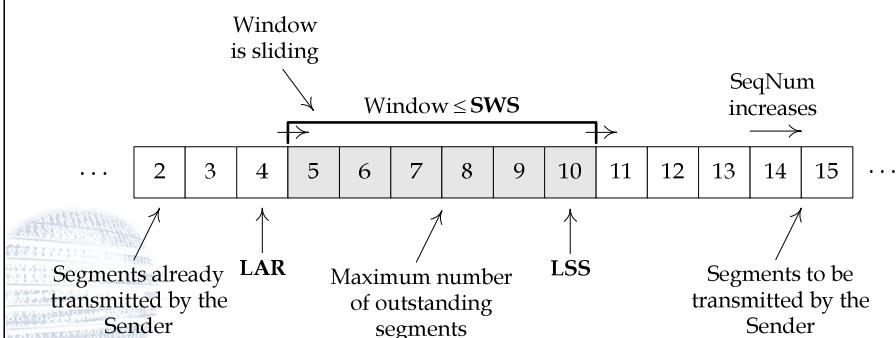 Window
is sliding
Window ≤ SWS
SeqNum
increases
... 2 3 4 5 6 7 8 9 10 11 12 13 14 15 ...
Segments already
transmitted by the
Sender
LAR
Maximum number
of outstanding
segments
LSS
Segments to be
transmitted by the
Sender